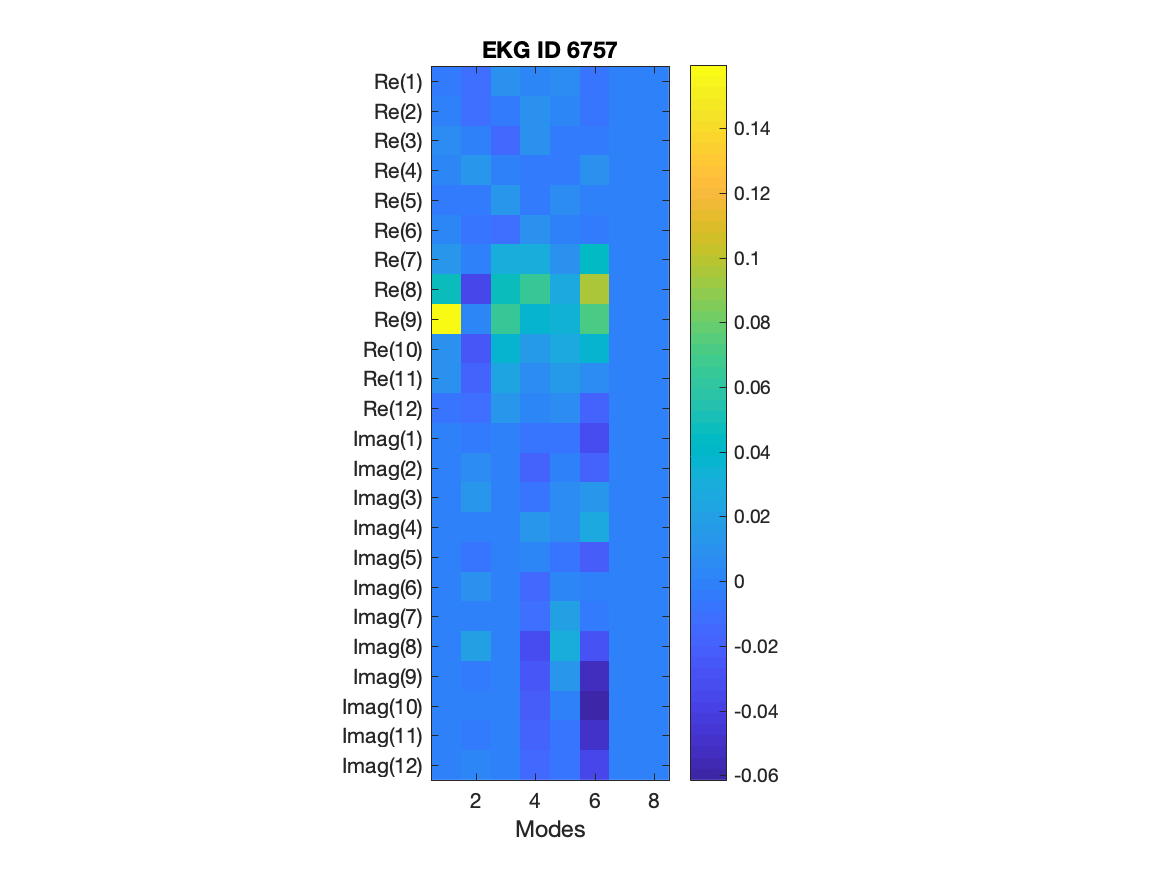 EKG ID 6757
Re(1)
Re(2)
Re(3)
Re(4)
Re(5)
Re(6)
Re(7)
Re(8)
Re(9)
Re(10)
Re(11)
Re(12)
Imag(1)
Imag(2)
Imag(3)
Imag(4)
Imag(5)
Imag(6)
Imag(7)
Imag(8)
Imag(9)
Imag(10)
Imag(11)
Imag(12)
2 4 6 8
Modes
0.14
0.12
0.1
0.08
0.06
0.04
0.02
0
-0.02
-0.04
-0.06